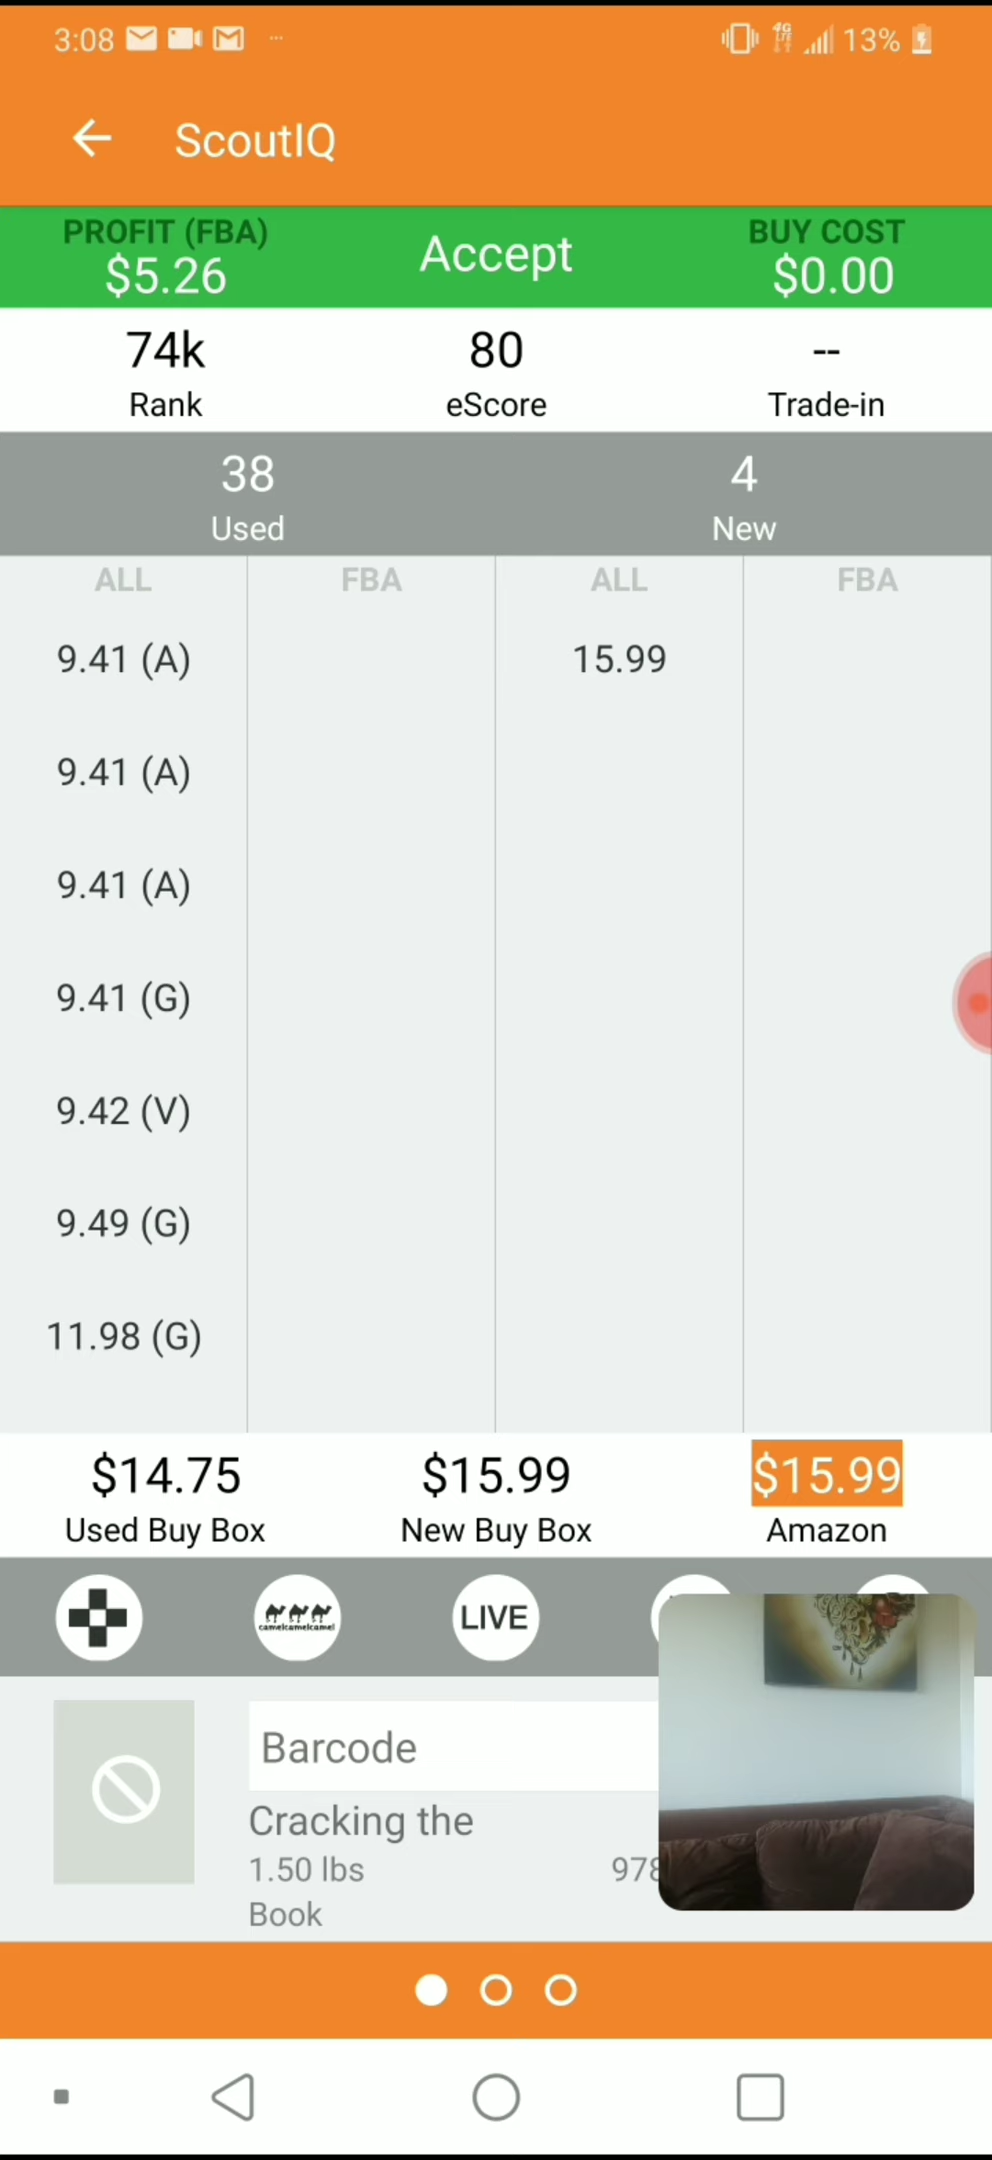 3:08 4G LTE 13%
ScoutIQ
PROFIT (FBA) Accept BUY COST
$5.26 $0.00
74k 80 --
Rank eScore Trade-in
38 4
Used New
ALL FBA ALL FBA
9.41 (A) 15.99
9.41 (A)
9.41 (A)
9.41 (G)
9.42 (V)
9.49 (G)
11.98 (G)
$14.75 $15.99 $15.99
Used Buy Box New Buy Box Amazon
camelcamelcamel LIVE
Barcode
Cracking the
1.50 lbs 978
Book